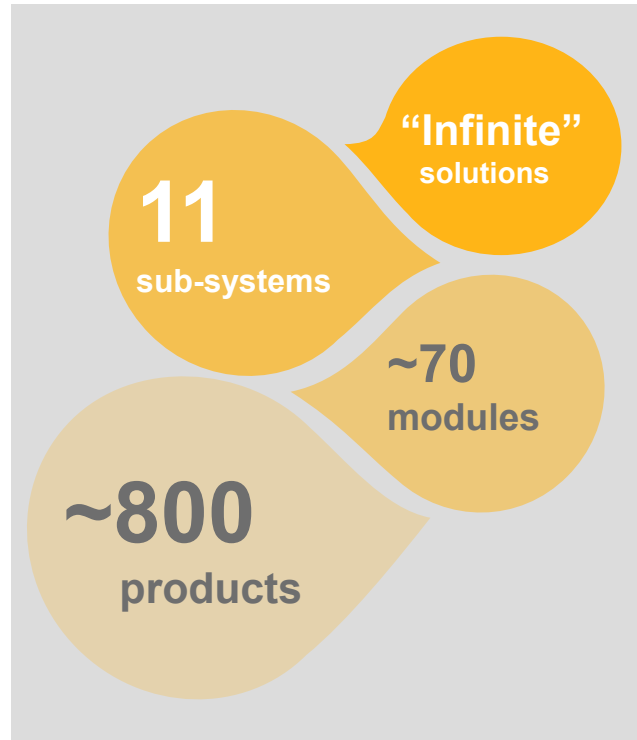 “Infinite”
solutions
11
sub-systems
~70
modules
~800
products